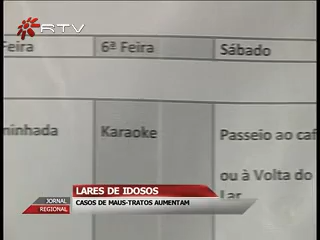 RTV
Feira
6ª Feira
Sábado
minhada
Karaoke
Passeio ao caf
ou à Volta do
Lar
LARES DE IDOSOS
JORNAL
REGIONAL
CASOS DE MAUS-TRATOS AUMENTAM